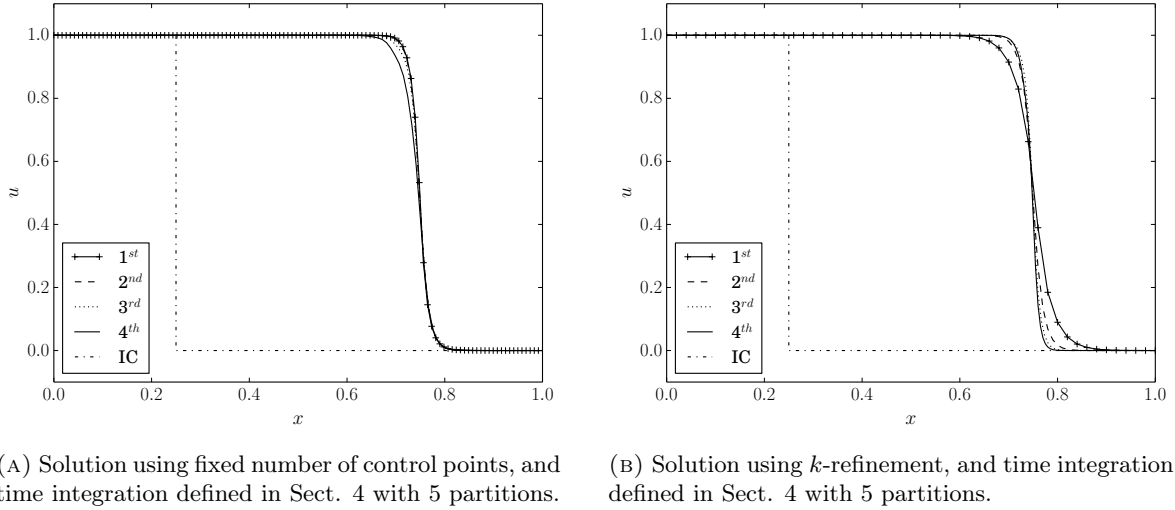 1.0
0.8
0.6
0.4
0.2
0.0
u
1st
2nd
3rd
4th
IC
0.0 0.2 0.4 0.6 0.8 1.0
x
1.0
0.8
0.6
0.4
0.2
0.0
u
1st
2nd
3rd
4th
IC
0.0 0.2 0.4 0.6 0.8 1.0
x
(A) Solution using fixed number of control points, and
time integration defined in Sect. 4 with 5 partitions.
(B) Solution using k-refinement, and time integration
defined in Sect. 4 with 5 partitions.